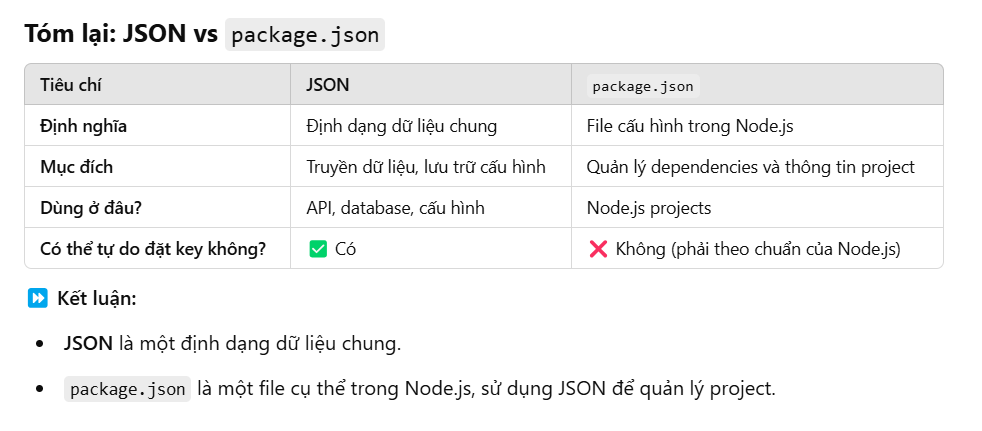 Tóm lại: JSON vs package.json
Tiêu chí JSON package.json
Định nghĩa Định dạng dữ liệu chung File cấu hình trong Node.js
Mục đích Truyền dữ liệu, lưu trữ cấu hình Quản lý dependencies và thông tin project
Dùng ở đâu? API, database, cấu hình Node.js projects
Có thể tự do đặt key không? ✅ Có ❌ Không (phải theo chuẩn của Node.js)
⏩ Kết luận:
• JSON là một định dạng dữ liệu chung.
• package.json là một file cụ thể trong Node.js, sử dụng JSON để quản lý project.